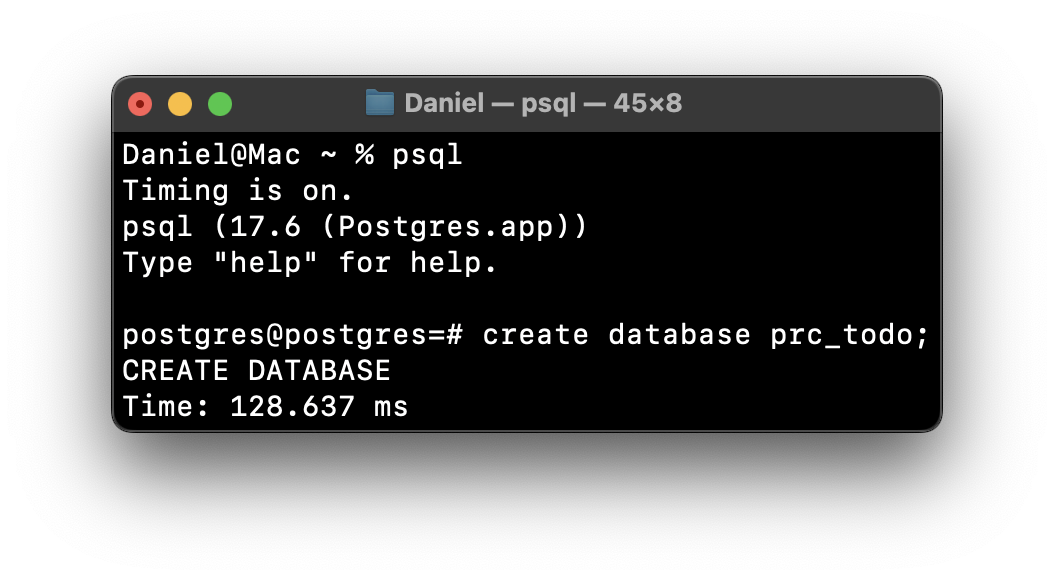 Daniel — psql — 45×8
Daniel@Mac ~ % psql
Timing is on.
psql (17.6 (Postgres.app))
Type "help" for help.

postgres@postgres=# create database prc_todo;
CREATE DATABASE
Time: 128.637 ms